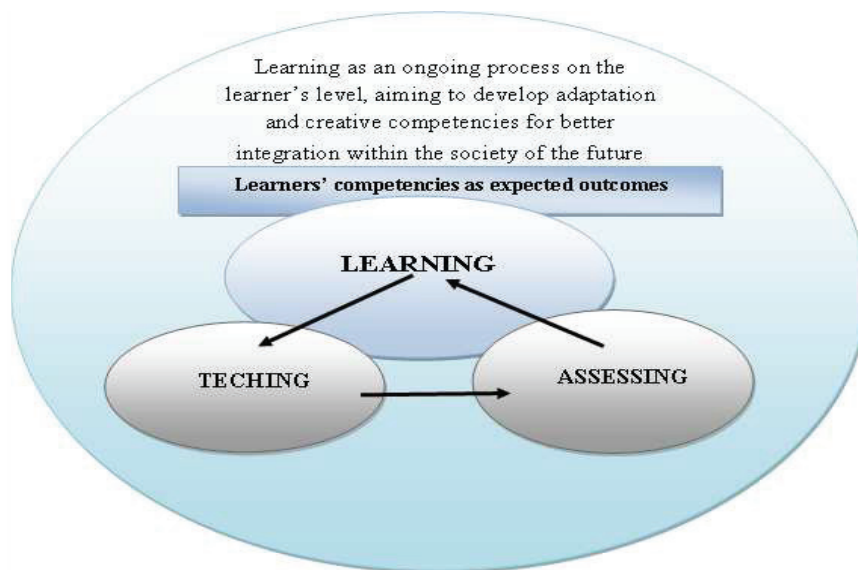 Learning as an ongoing process on the
learner's level, aiming to develop adaptation
and creative competencies for better
integration within the society of the future
Learners' competencies as expected outcomes
LEARNING
TECHING
ASSESSING